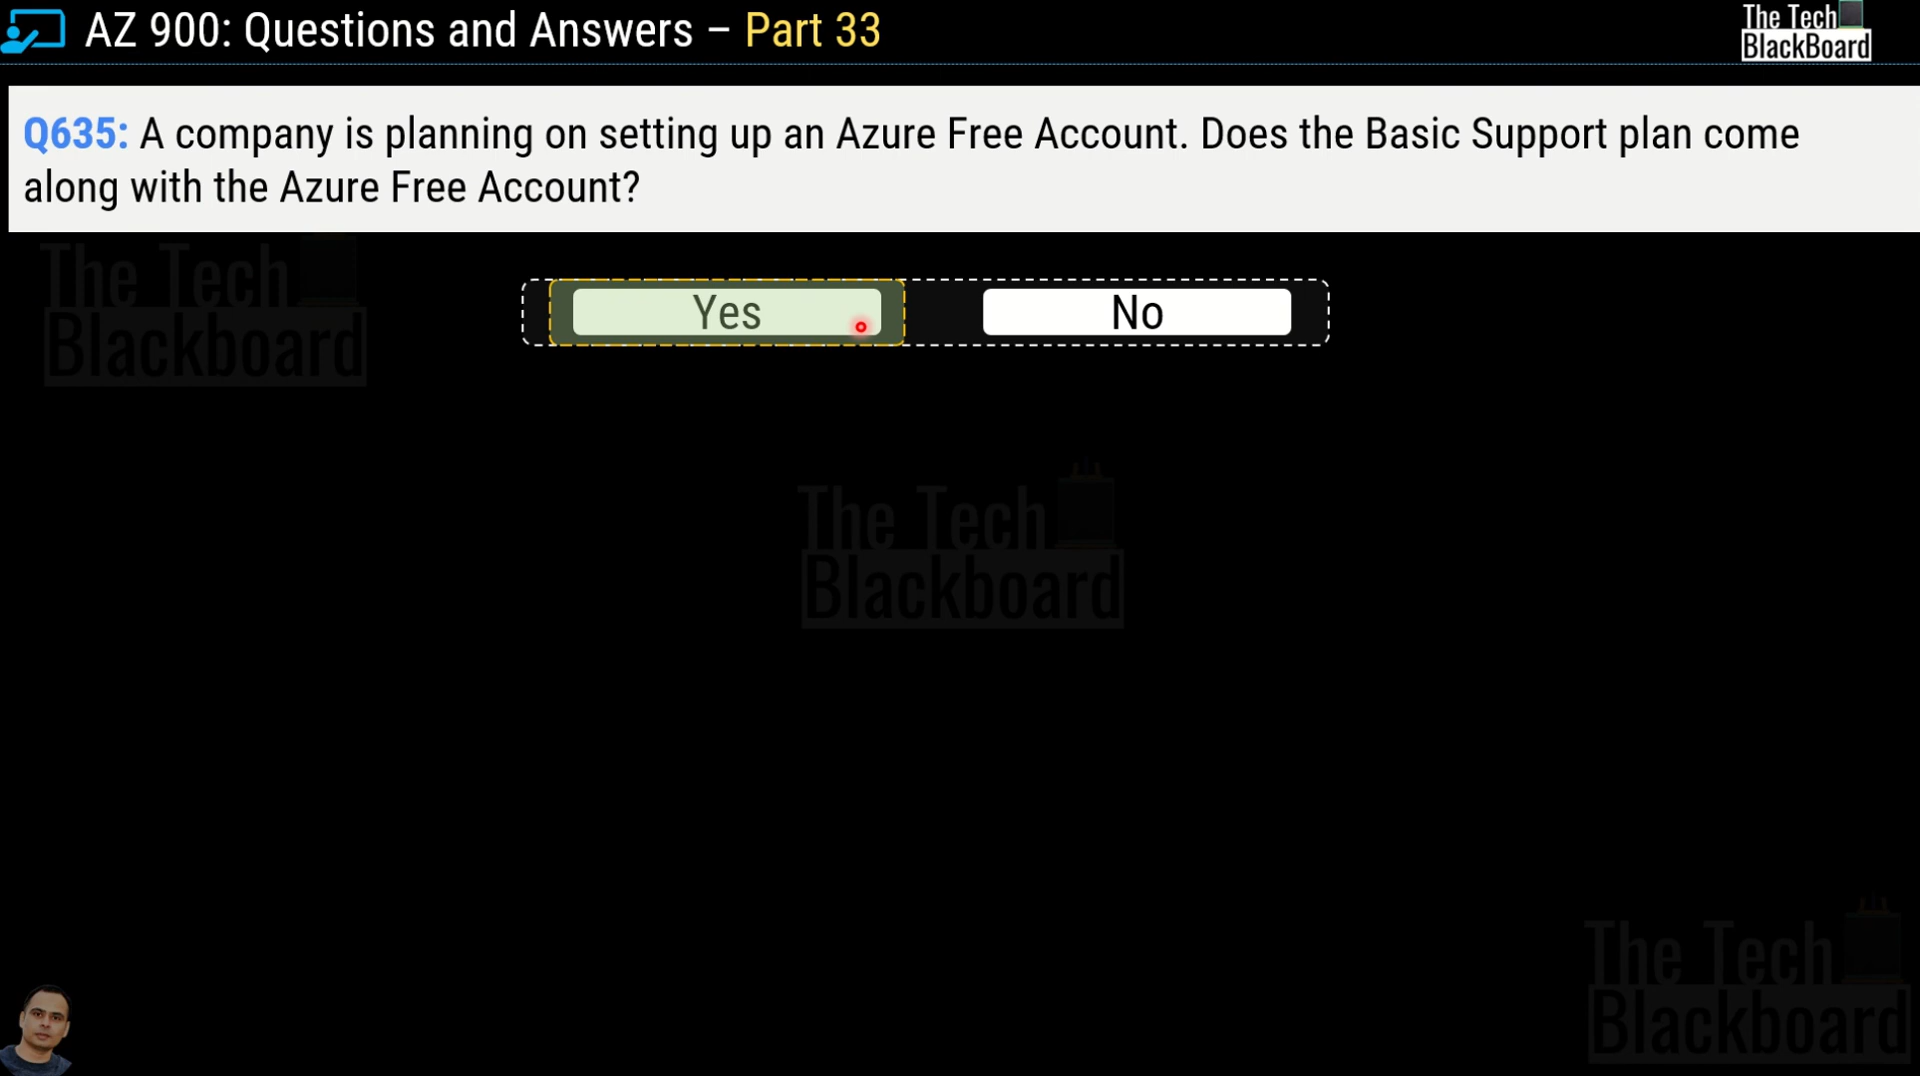 AZ 900: Questions and Answers – Part 33
The Tech
BlackBoard
Q635: A company is planning on setting up an Azure Free Account. Does the Basic Support plan come
along with the Azure Free Account?
Yes
No
The Tech
Blackboard
The Tech
Blackboard
The Tech
Blackboard